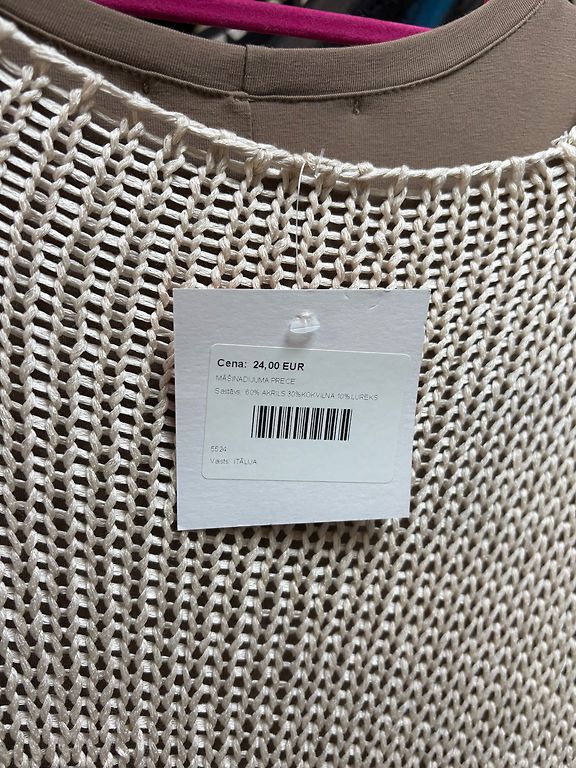 Cena: 24,00 EUR
MAŠĪNADIJUMA PRECE
Sastāvs: 60% AKRILS 30%KOKVILNA 10%LUREKS
5524
Valsts: ITĀLIJA